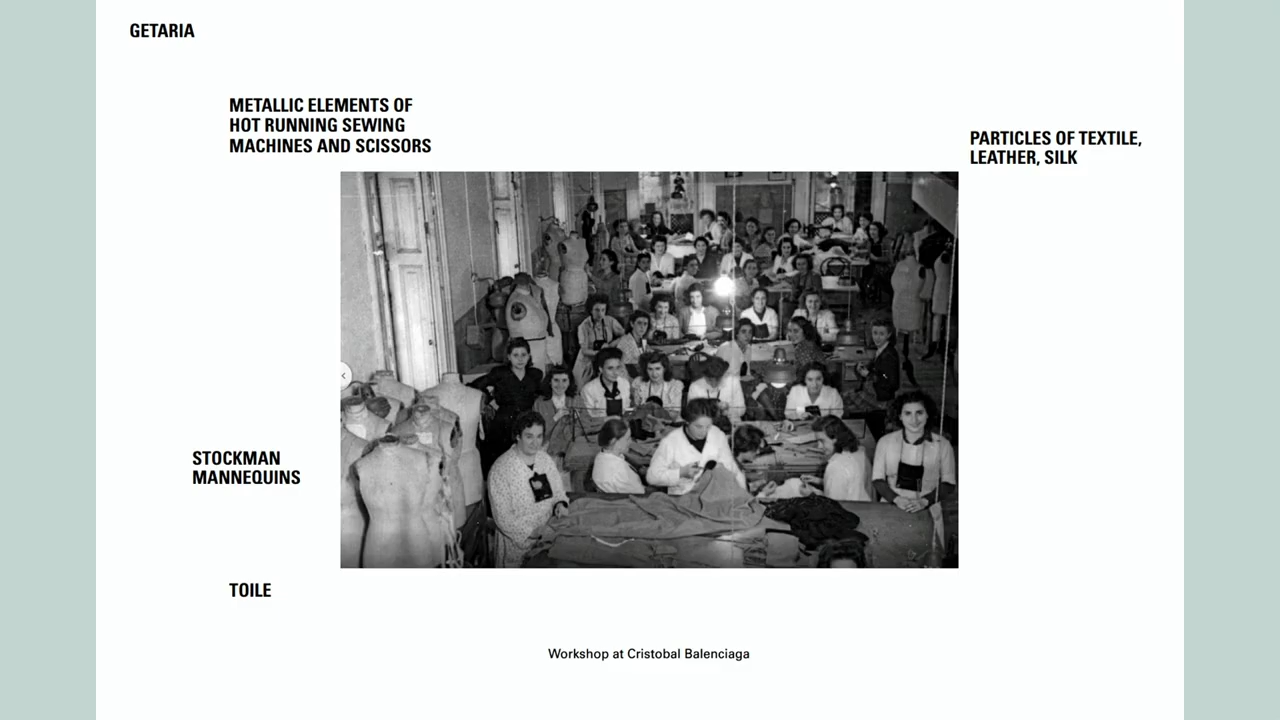 GETARIA
METALLIC ELEMENTS OF
HOT RUNNING SEWING
MACHINES AND SCISSORS
PARTICLES OF TEXTILE,
LEATHER, SILK
STOCKMAN
MANNEQUINS
TOILE
Workshop at Cristobal Balenciaga